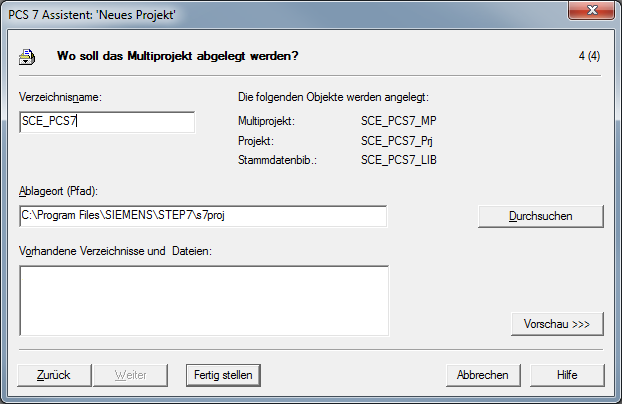 PCS 7 Assistent: 'Neues Projekt'
Wo soll das Multiprojekt abgelegt werden?
4 (4)
Verzeichnisname:
SCE_PCS7
Die folgenden Objekte werden angelegt:
Multiprojekt: SCE_PCS7_MP
Projekt: SCE_PCS7_Prj
Stammdatenbib.: SCE_PCS7_LIB
Ablageort (Pfad):
C:\Program Files\SIEMENS\STEP7\s7proj
Durchsuchen
Vorhandene Verzeichnisse und Dateien:
Vorschau >>>
Zurück Weiter Fertig stellen Abbrechen Hilfe